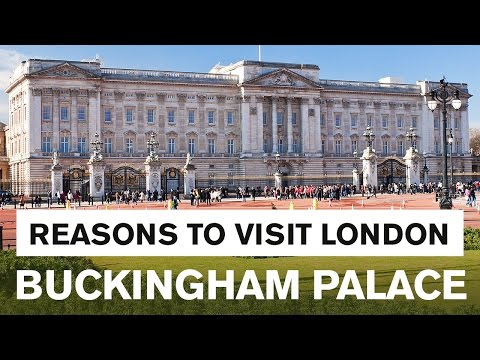 REASONS TO VISIT LONDON
BUCKINGHAM PALACE